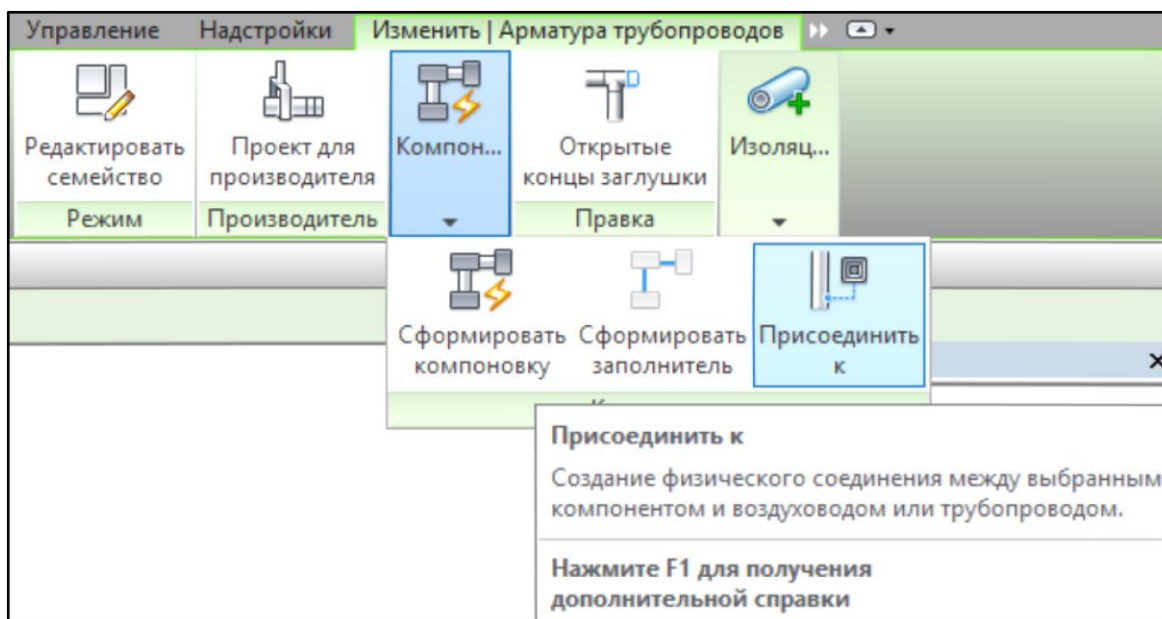 Управление Надстройки Изменить | Арматура трубопроводов
Редактировать Проект для Компон... Открытые Изоляц...
семейство производителя концы заглушки
Режим Производитель Правка
Сформировать Сформировать Присоединить
компоновку заполнитель к
Присоединить к
Создание физического соединения между выбранным
компонентом и воздуховодом или трубопроводом.
Нажмите F1 для получения
дополнительной справки